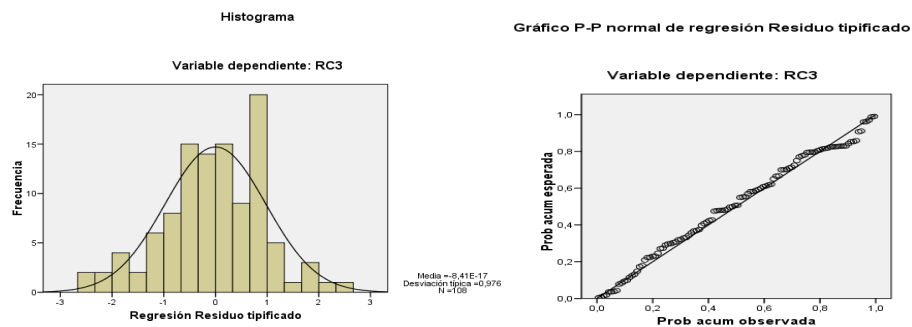 Histograma
Variable dependiente: RC3
Frecuencia
20
15
10
5
0
-3 -2 -1 0 1 2 3
Regresión Residuo tipificado
Media =-8,41E-17
Desviación típica =0,976
N =108
Gráfico P-P normal de regresión Residuo tipificado
Variable dependiente: RC3
Prob acum esperada
1,0
0,8
0,6
0,4
0,2
0,0
0,0 0,2 0,4 0,6 0,8 1,0
Prob acum observada